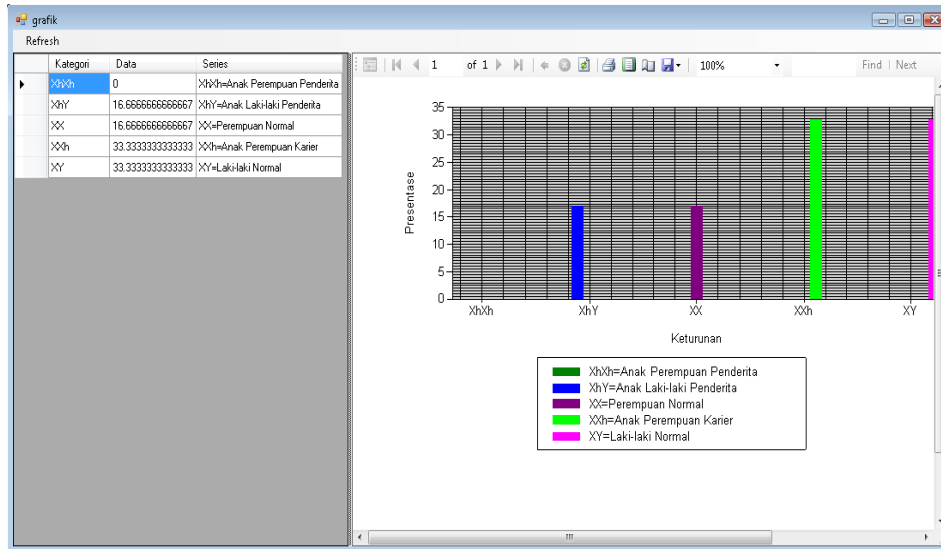 grafik
Refresh
Kategori Data Series
XhXh 0 XhXh=Anak Perempuan Penderita
XhY 16.6666666666667 XhY=Anak Laki-laki Penderita
XX 16.6666666666667 XX=Perempuan Normal
XXh 33.3333333333333 XXh=Anak Perempuan Karier
XY 33.3333333333333 XY=Laki-laki Normal
1 of 1 100% Find | Next
Presentase
35
30
25
20
15
10
5
0
XhXh XhY XX XXh XY
Keturunan
XhXh=Anak Perempuan Penderita
XhY=Anak Laki-laki Penderita
XX=Perempuan Normal
XXh=Anak Perempuan Karier
XY=Laki-laki Normal